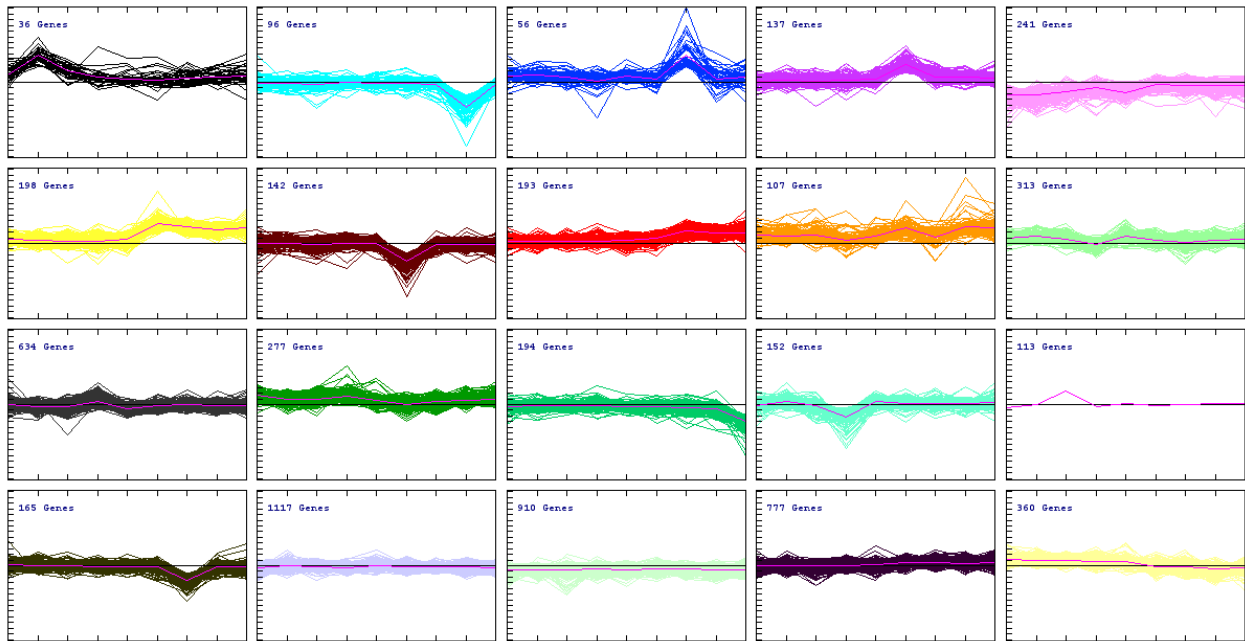 36 Genes
96 Genes
56 Genes
137 Genes
241 Genes
198 Genes
142 Genes
193 Genes
107 Genes
313 Genes
634 Genes
277 Genes
194 Genes
152 Genes
113 Genes
165 Genes
1117 Genes
910 Genes
777 Genes
360 Genes